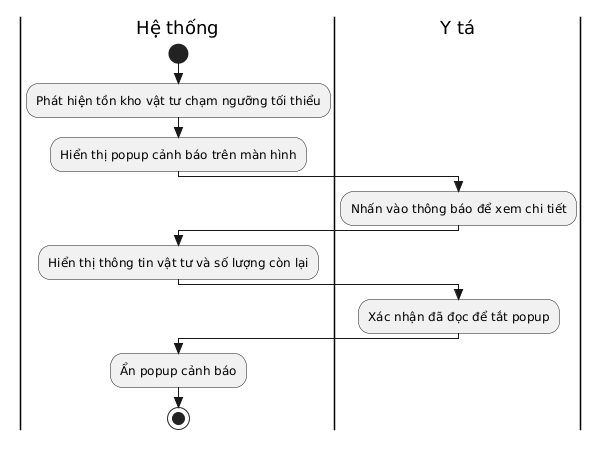 Hệ thống
Y tá
Phát hiện tồn kho vật tư chạm ngưỡng tối thiểu
Hiển thị popup cảnh báo trên màn hình
Nhấn vào thông báo để xem chi tiết
Hiển thị thông tin vật tư và số lượng còn lại
Xác nhận đã đọc để tắt popup
Ẩn popup cảnh báo